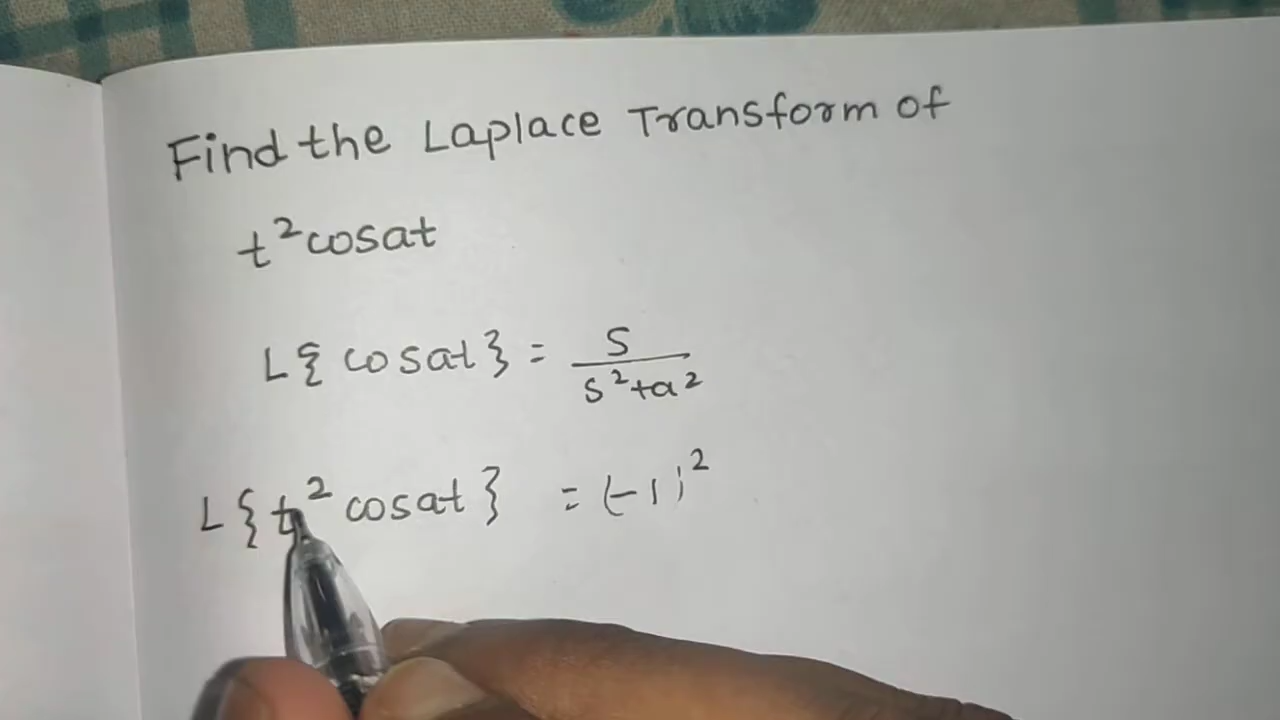 Find the Laplace Transform of
t²cosat
L{cosat} = s/(s²+a²)
L{t²cosat} = (-1)²